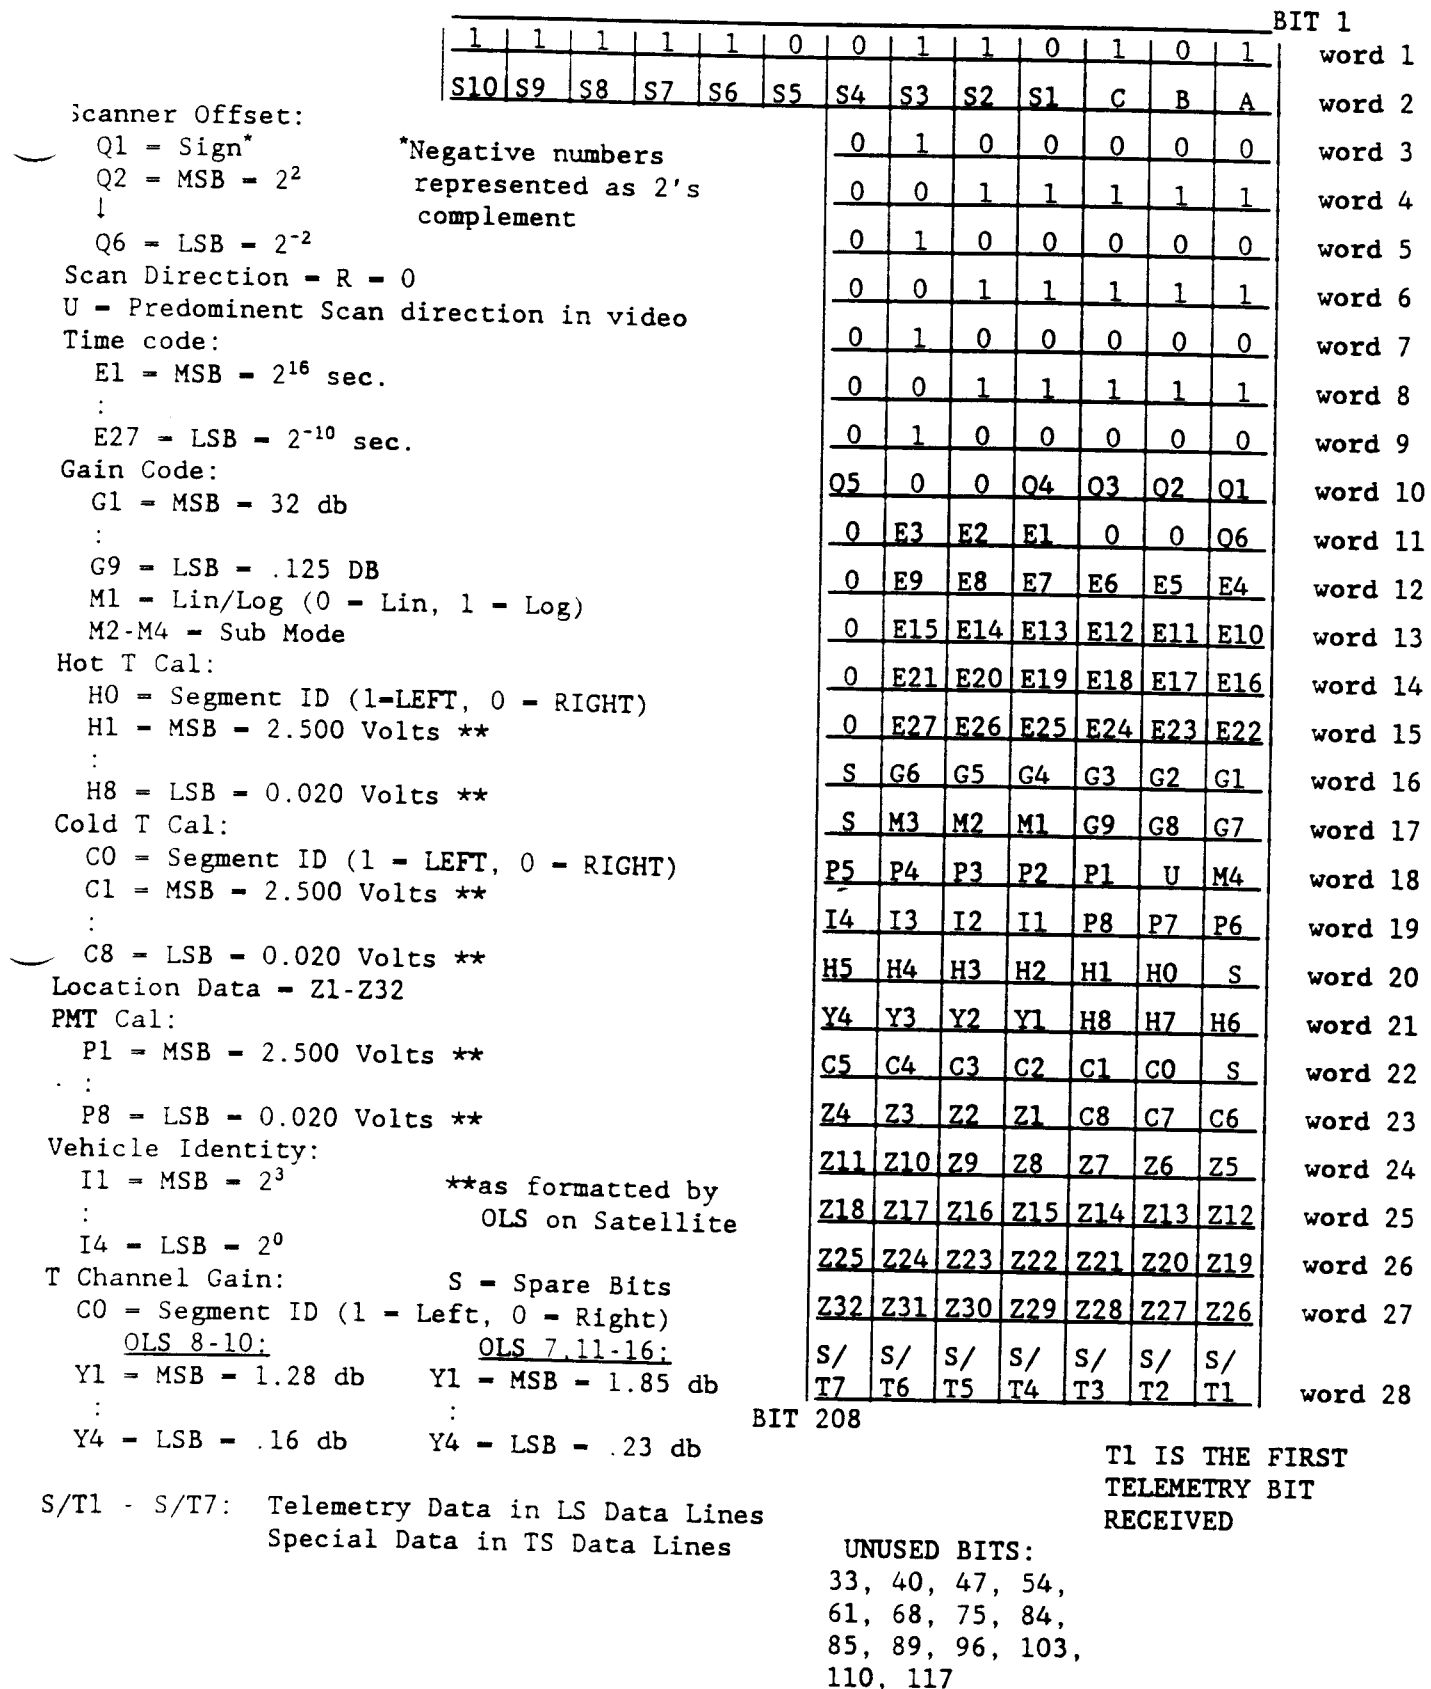 BIT 1
1 1 1 1 1 0 0 1 1 0 1 0 1 word 1
S10 S9 S8 S7 S6 S5 S4 S3 S2 S1 C B A word 2
Scanner Offset:
Q1 = Sign*
Q2 = MSB = 2²
↓
Q6 = LSB = 2⁻²
*Negative numbers
represented as 2's
complement
Scan Direction = R = 0
U = Predominent Scan direction in video
Time code:
E1 = MSB = 2¹⁶ sec.
:
E27 = LSB = 2⁻¹⁰ sec.
Gain Code:
G1 = MSB = 32 db
:
G9 = LSB = .125 DB
M1 = Lin/Log (0 = Lin, 1 = Log)
M2-M4 = Sub Mode
Hot T Cal:
H0 = Segment ID (1=LEFT, 0 = RIGHT)
H1 = MSB = 2.500 Volts **
:
H8 = LSB = 0.020 Volts **
Cold T Cal:
C0 = Segment ID (1 = LEFT, 0 = RIGHT)
C1 = MSB = 2.500 Volts **
:
C8 = LSB = 0.020 Volts **
Location Data = Z1-Z32
PMT Cal:
P1 = MSB = 2.500 Volts **
:
P8 = LSB = 0.020 Volts **
Vehicle Identity:
I1 = MSB = 2³
:
I4 = LSB = 2⁰
**as formatted by
OLS on Satellite
T Channel Gain:
S = Spare Bits
C0 = Segment ID (1 = Left, 0 = Right)
OLS 8-10: OLS 7,11-16:
Y1 = MSB = 1.28 db Y1 = MSB = 1.85 db
: :
Y4 = LSB = .16 db Y4 = LSB = .23 db
S/T1 - S/T7: Telemetry Data in LS Data Lines
Special Data in TS Data Lines
0 1 0 0 0 0 0 word 3
0 0 1 1 1 1 1 word 4
0 1 0 0 0 0 0 word 5
0 0 1 1 1 1 1 word 6
0 1 0 0 0 0 0 word 7
0 0 1 1 1 1 1 word 8
0 1 0 0 0 0 0 word 9
Q5 0 0 Q4 Q3 Q2 Q1 word 10
0 E3 E2 E1 0 0 Q6 word 11
0 E9 E8 E7 E6 E5 E4 word 12
0 E15 E14 E13 E12 E11 E10 word 13
0 E21 E20 E19 E18 E17 E16 word 14
0 E27 E26 E25 E24 E23 E22 word 15
S G6 G5 G4 G3 G2 G1 word 16
S M3 M2 M1 G9 G8 G7 word 17
P5 P4 P3 P2 P1 U M4 word 18
I4 I3 I2 I1 P8 P7 P6 word 19
H5 H4 H3 H2 H1 H0 S word 20
Y4 Y3 Y2 Y1 H8 H7 H6 word 21
C5 C4 C3 C2 C1 C0 S word 22
Z4 Z3 Z2 Z1 C8 C7 C6 word 23
Z11 Z10 Z9 Z8 Z7 Z6 Z5 word 24
Z18 Z17 Z16 Z15 Z14 Z13 Z12 word 25
Z25 Z24 Z23 Z22 Z21 Z20 Z19 word 26
Z32 Z31 Z30 Z29 Z28 Z27 Z26 word 27
S/ S/ S/ S/ S/ S/ S/
T7 T6 T5 T4 T3 T2 T1 word 28
BIT 208
T1 IS THE FIRST
TELEMETRY BIT
RECEIVED
UNUSED BITS:
33, 40, 47, 54,
61, 68, 75, 84,
85, 89, 96, 103,
110, 117